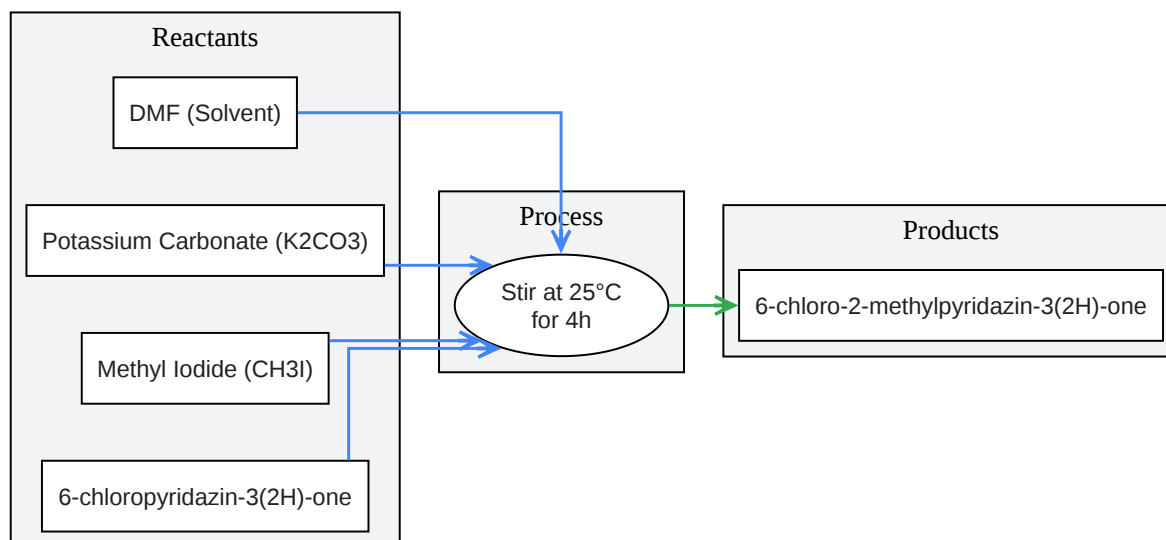 Reactants
DMF (Solvent)
Potassium Carbonate (K2CO3)
Methyl Iodide (CH3I)
6-chloropyridazin-3(2H)-one
Process
Stir at 25°C
for 4h
Products
6-chloro-2-methylpyridazin-3(2H)-one